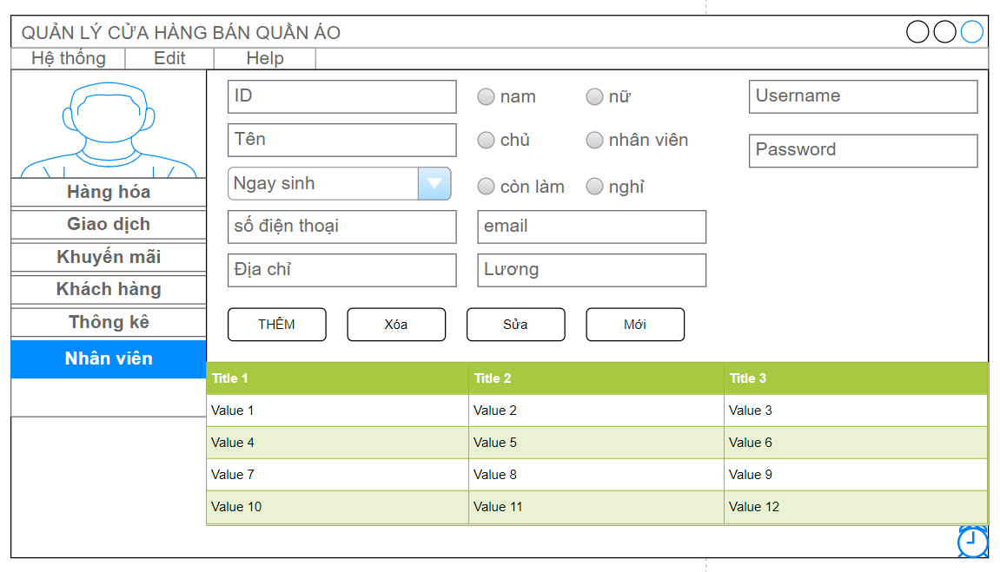 QUẢN LÝ CỬA HÀNG BÁN QUẦN ÁO
Hệ thống Edit Help
ID nam nữ Username
Tên chủ nhân viên Password
Ngay sinh còn làm nghỉ
số điện thoại email
Địa chỉ Lương
THÊM Xóa Sửa Mới
Hàng hóa
Giao dịch
Khuyến mãi
Khách hàng
Thông kê
Nhân viên
Title 1 Title 2 Title 3
Value 1 Value 2 Value 3
Value 4 Value 5 Value 6
Value 7 Value 8 Value 9
Value 10 Value 11 Value 12